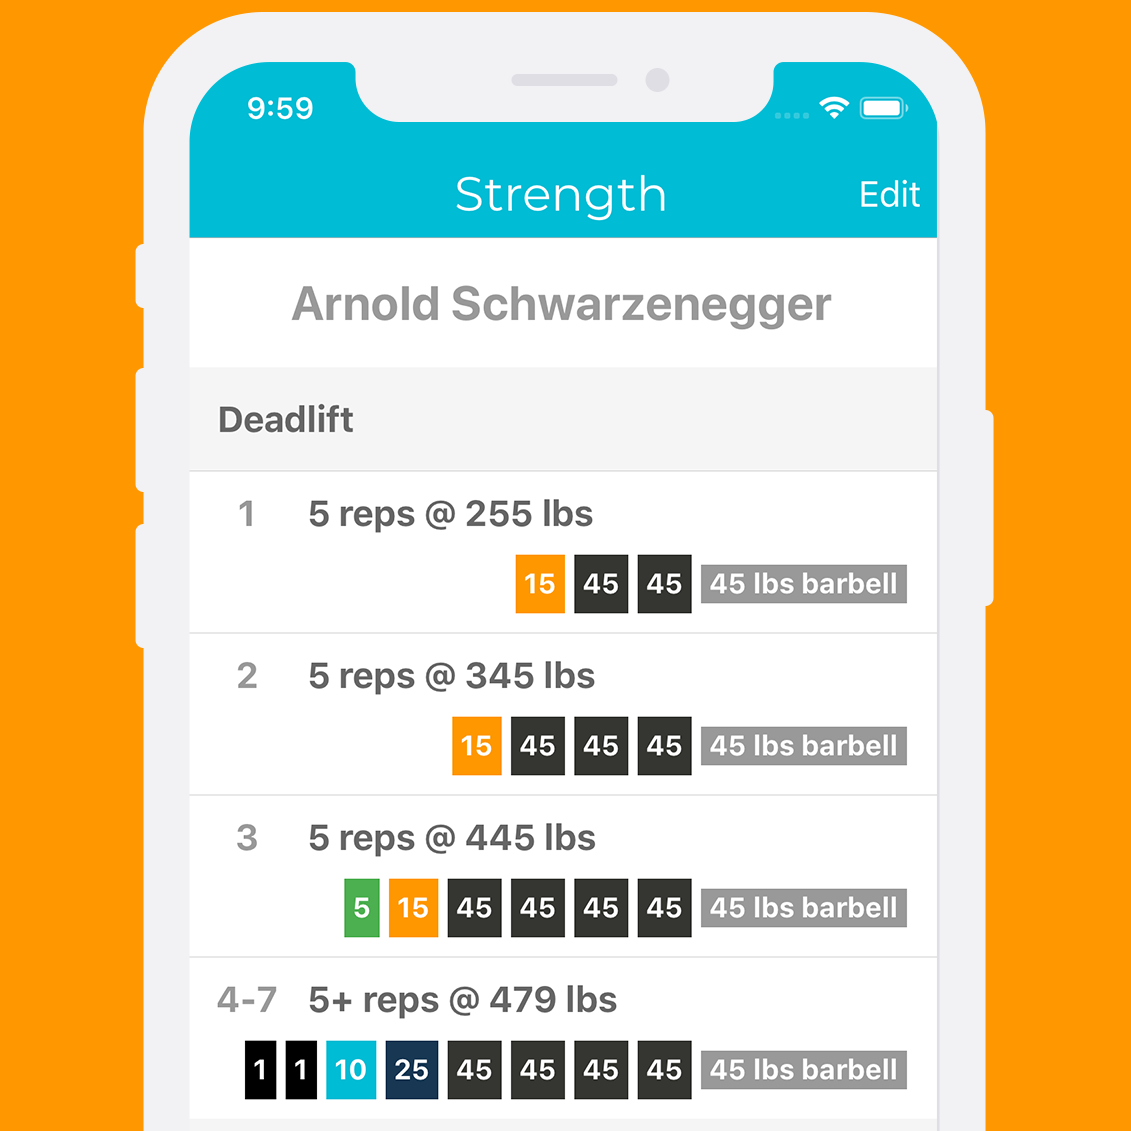 9:59
Strength Edit
Arnold Schwarzenegger
Deadlift
1 5 reps @ 255 lbs
15 45 45 45 lbs barbell
2 5 reps @ 345 lbs
15 45 45 45 45 lbs barbell
3 5 reps @ 445 lbs
5 15 45 45 45 45 45 lbs barbell
4-7 5+ reps @ 479 lbs
1 1 10 25 45 45 45 45 45 lbs barbell